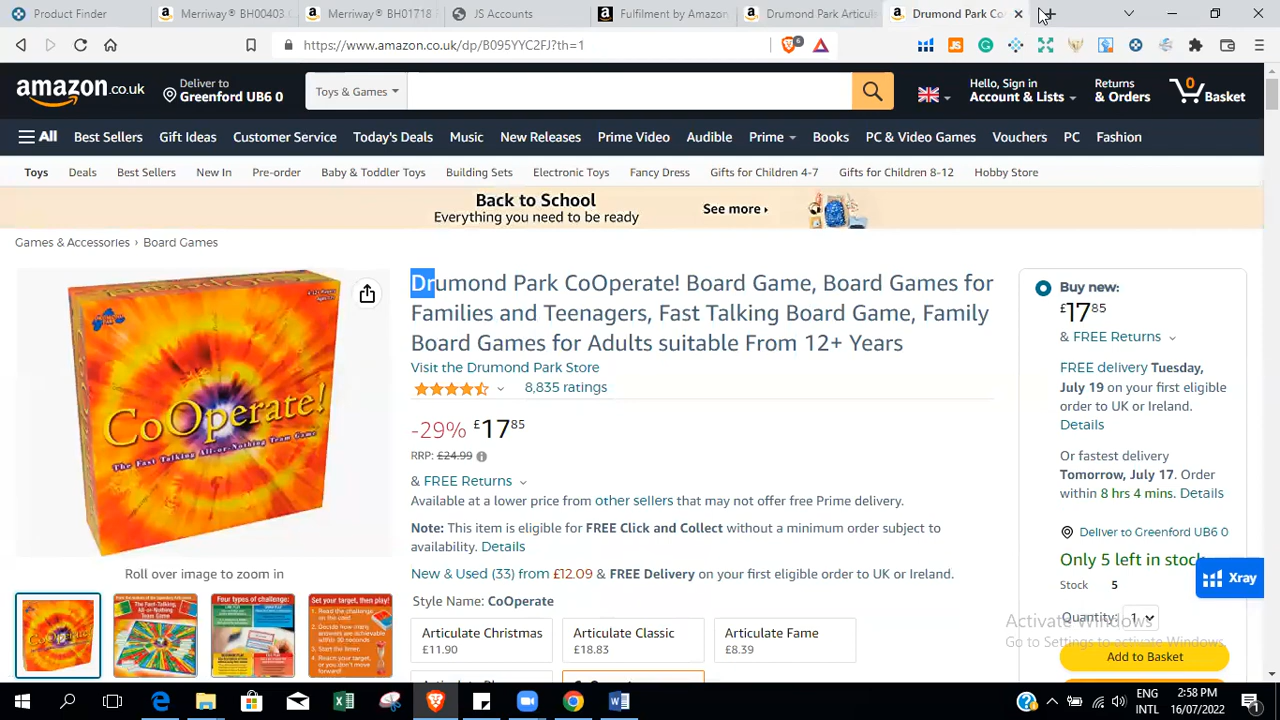 Product Finder
Merriway® BH00403 (
Merriway® BH01718
JS Accounts
Fulfilment by Amazon
Drumond Park Articule
Drumond Park Co
https://www.amazon.co.uk/dp/B095YYC2FJ?th=1
6
amazon.co.uk
Deliver to
Greenford UB6 0
Toys & Games
Hello, Sign in
Account & Lists
Returns
& Orders
0
Basket
All
Best Sellers
Gift Ideas
Customer Service
Today's Deals
Music
New Releases
Prime Video
Audible
Prime
Books
PC & Video Games
Vouchers
PC
Fashion
Toys
Deals
Best Sellers
New In
Pre-order
Baby & Toddler Toys
Building Sets
Electronic Toys
Fancy Dress
Gifts for Children 4-7
Gifts for Children 8-12
Hobby Store
Back to School
Everything you need to be ready
See more ›
Games & Accessories › Board Games
CoOperate!
The Fast Talking All-or-Nothing Team Game
Roll over image to zoom in
Drumond Park CoOperate! Board Game, Board Games for
Families and Teenagers, Fast Talking Board Game, Family
Board Games for Adults suitable From 12+ Years
Visit the Drumond Park Store
8,835 ratings
-29% £1785
RRP: £24.99
& FREE Returns
Available at a lower price from other sellers that may not offer free Prime delivery.
Note: This item is eligible for FREE Click and Collect without a minimum order subject to
availability. Details
New & Used (33) from £12.09 & FREE Delivery on your first eligible order to UK or Ireland.
Style Name: CoOperate
Articulate Christmas
£11.90
Articulate Classic
£18.83
Articulate Fame
£8.39
Buy new:
£1785
& FREE Returns
FREE delivery Tuesday,
July 19 on your first eligible
order to UK or Ireland.
Details
Or fastest delivery
Tomorrow, July 17. Order
within 8 hrs 4 mins. Details
Deliver to Greenford UB6 0
Only 5 left in stock
Stock 5
Xray
Quantity: 1
Activate Windows
Go to Settings to activate Windows.
Add to Basket
ENG
INTL
2:58 PM
16/07/2022
1